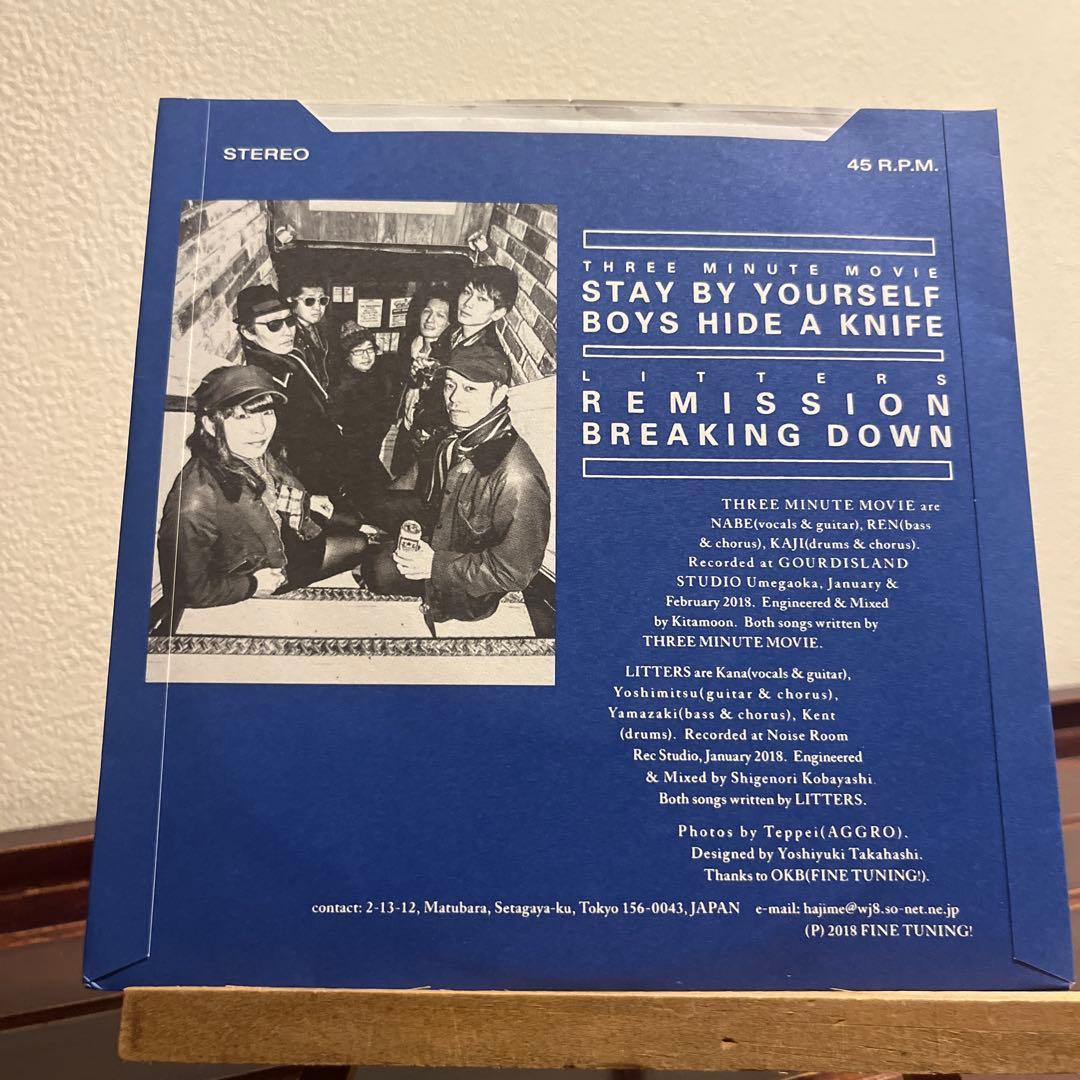 STEREO
45 R.P.M.
THREE MINUTE MOVIE
STAY BY YOURSELF
BOYS HIDE A KNIFE
LITTERS
REMISSION
BREAKING DOWN
THREE MINUTE MOVIE are
NABE(vocals & guitar), REN(bass
& chorus), KAJI(drums & chorus).
Recorded at GOURDISLAND
STUDIO Umegaoka, January &
February 2018. Engineered & Mixed
by Kitamoon. Both songs written by
THREE MINUTE MOVIE.
LITTERS are Kana(vocals & guitar),
Yoshimitsu(guitar & chorus),
Yamazaki(bass & chorus), Kent
(drums). Recorded at Noise Room
Rec Studio, January 2018. Engineered
& Mixed by Shigenori Kobayashi.
Both songs written by LITTERS.
Photos by Teppei(AGGRO).
Designed by Yoshiyuki Takahashi.
Thanks to OKB(FINE TUNING!).
contact: 2-13-12, Matubara, Setagaya-ku, Tokyo 156-0043, JAPAN e-mail: hajime@wj8.so-net.ne.jp
(P) 2018 FINE TUNING!